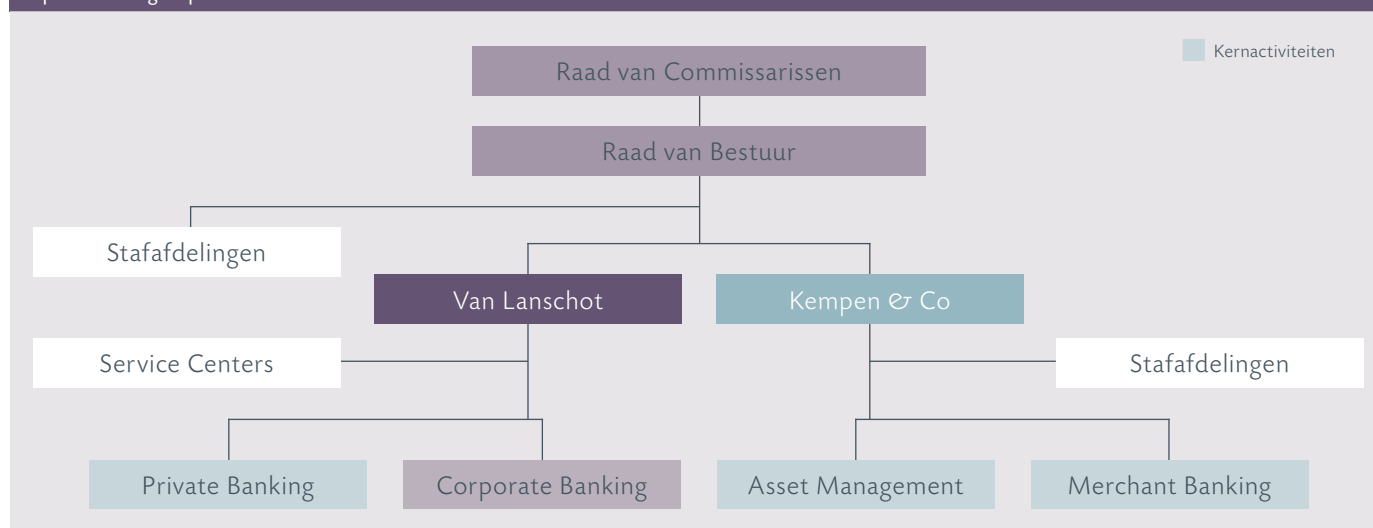 Kernactiviteiten
Raad van Commissarissen
Raad van Bestuur
Stafafdelingen
Van Lanschot
Kempen & Co
Service Centers
Stafafdelingen
Private Banking
Corporate Banking
Asset Management
Merchant Banking